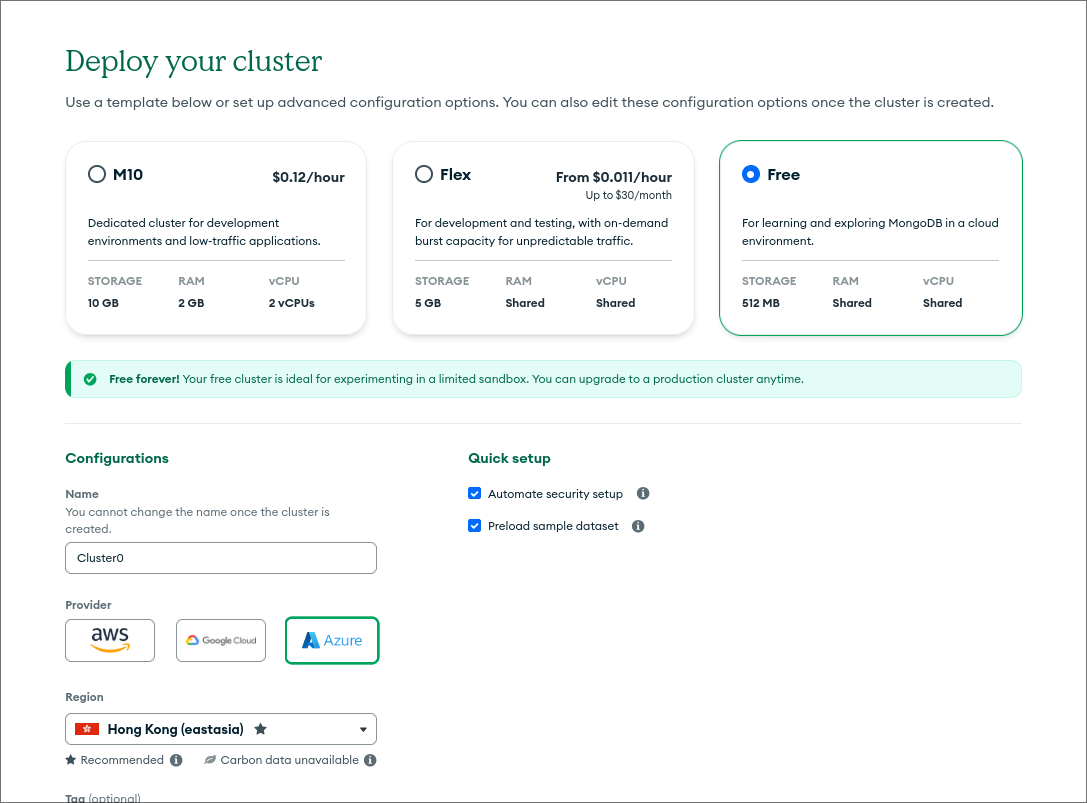 Deploy your cluster
Use a template below or set up advanced configuration options. You can also edit these configuration options once the cluster is created.
M10
$0.12/hour
Dedicated cluster for development
environments and low-traffic applications.
STORAGE RAM vCPU
10 GB 2 GB 2 vCPUs
Flex
From $0.011/hour
Up to $30/month
For development and testing, with on-demand
burst capacity for unpredictable traffic.
STORAGE RAM vCPU
5 GB Shared Shared
Free
For learning and exploring MongoDB in a cloud
environment.
STORAGE RAM vCPU
512 MB Shared Shared
Free forever! Your free cluster is ideal for experimenting in a limited sandbox. You can upgrade to a production cluster anytime.
Configurations
Name
You cannot change the name once the cluster is
created.
Cluster0
Provider
aws Google Cloud Azure
Region
Hong Kong (eastasia)
Recommended Carbon data unavailable
Tag (optional)
Quick setup
Automate security setup
Preload sample dataset